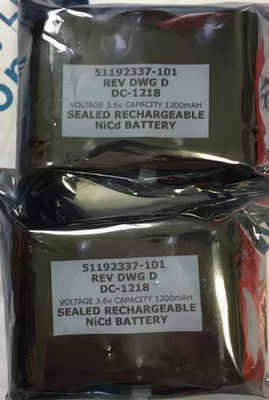 51192337-101
REV DWG D
DC-1218
VOLTAGE 3.6v CAPACITY 1200mAH
SEALED RECHARGEABLE
NiCd BATTERY
51192337-101
REV DWG D
DC-1218
VOLTAGE 3.6v CAPACITY 1200mAH
SEALED RECHARGEABLE
NiCd BATTERY